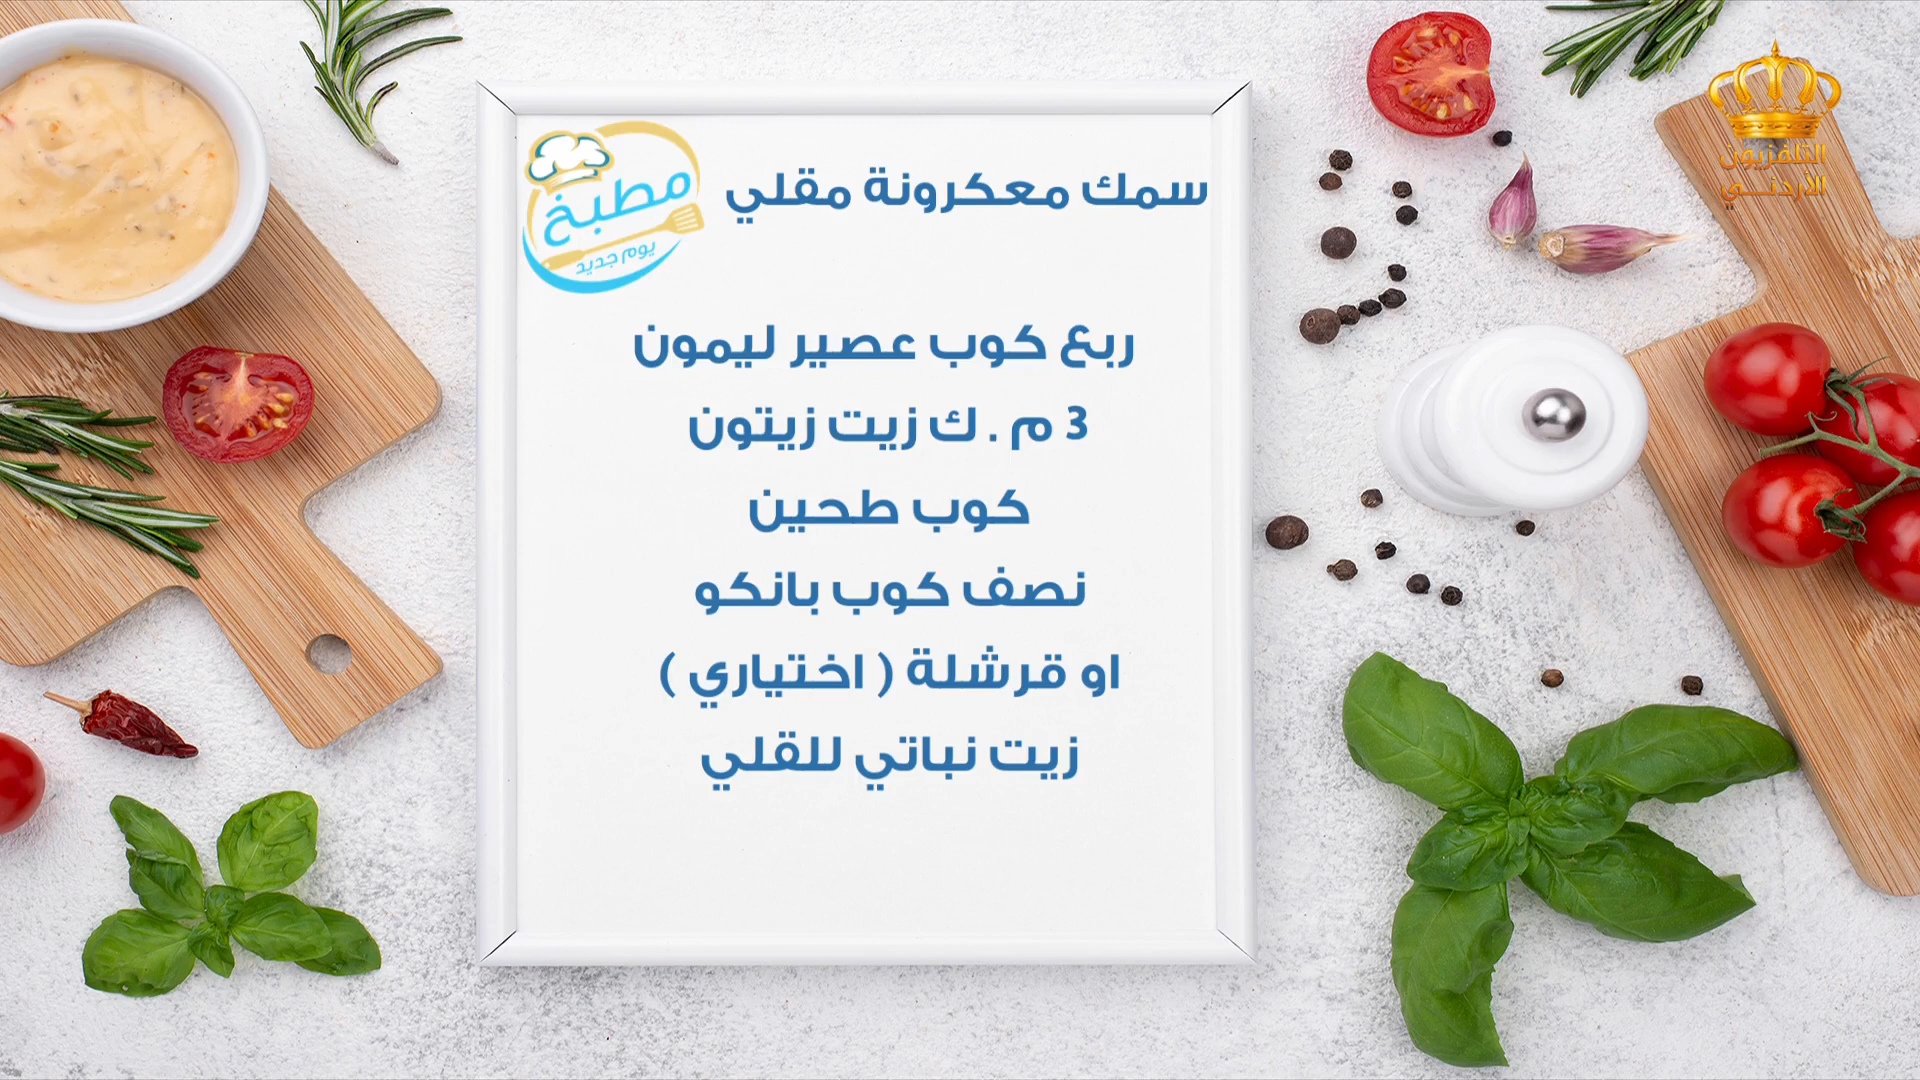 سمك معكرونة مقلي
مطبخ
يوم جديد
ربع كوب عصير ليمون
3 م . ك زيت زيتون
كوب طحين
نصف كوب بانكو
او قرشلة ( اختياري )
زيت نباتي للقلي
التلفزيون
الأردني